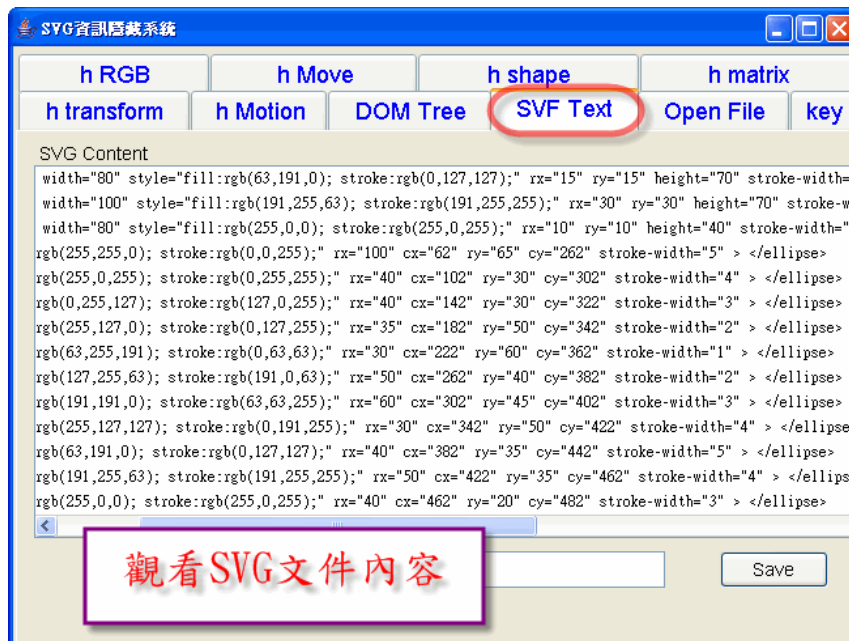 SVG資訊隱藏系統
h RGB h Move h shape h matrix
h transform h Motion DOM Tree SVF Text Open File key
SVG Content
width="80" style="fill:rgb(63,191,0); stroke:rgb(0,127,127);" rx="15" ry="15" height="70" stroke-width=
width="100" style="fill:rgb(191,255,63); stroke:rgb(191,255,255);" rx="30" ry="30" height="70" stroke-w
width="80" style="fill:rgb(255,0,0); stroke:rgb(255,0,255);" rx="10" ry="10" height="40" stroke-width="
rgb(255,255,0); stroke:rgb(0,0,255);" rx="100" cx="62" ry="65" cy="262" stroke-width="5" > </ellipse>
rgb(255,0,255); stroke:rgb(0,255,255);" rx="40" cx="102" ry="30" cy="302" stroke-width="4" > </ellipse>
rgb(0,255,127); stroke:rgb(127,0,255);" rx="40" cx="142" ry="30" cy="322" stroke-width="3" > </ellipse>
rgb(255,127,0); stroke:rgb(0,127,255);" rx="35" cx="182" ry="50" cy="342" stroke-width="2" > </ellipse>
rgb(63,255,191); stroke:rgb(0,63,63);" rx="30" cx="222" ry="60" cy="362" stroke-width="1" > </ellipse>
rgb(127,255,63); stroke:rgb(191,0,63);" rx="50" cx="262" ry="40" cy="382" stroke-width="2" > </ellipse>
rgb(191,191,0); stroke:rgb(63,63,255);" rx="60" cx="302" ry="45" cy="402" stroke-width="3" > </ellipse>
rgb(255,127,127); stroke:rgb(0,191,255);" rx="30" cx="342" ry="50" cy="422" stroke-width="4" > </ellipse
rgb(63,191,0); stroke:rgb(0,127,127);" rx="40" cx="382" ry="35" cy="442" stroke-width="5" > </ellipse>
rgb(191,255,63); stroke:rgb(191,255,255);" rx="50" cx="422" ry="35" cy="462" stroke-width="4" > </ellips
rgb(255,0,0); stroke:rgb(255,0,255);" rx="40" cx="462" ry="20" cy="482" stroke-width="3" > </ellipse>
觀看SVG文件內容
Save